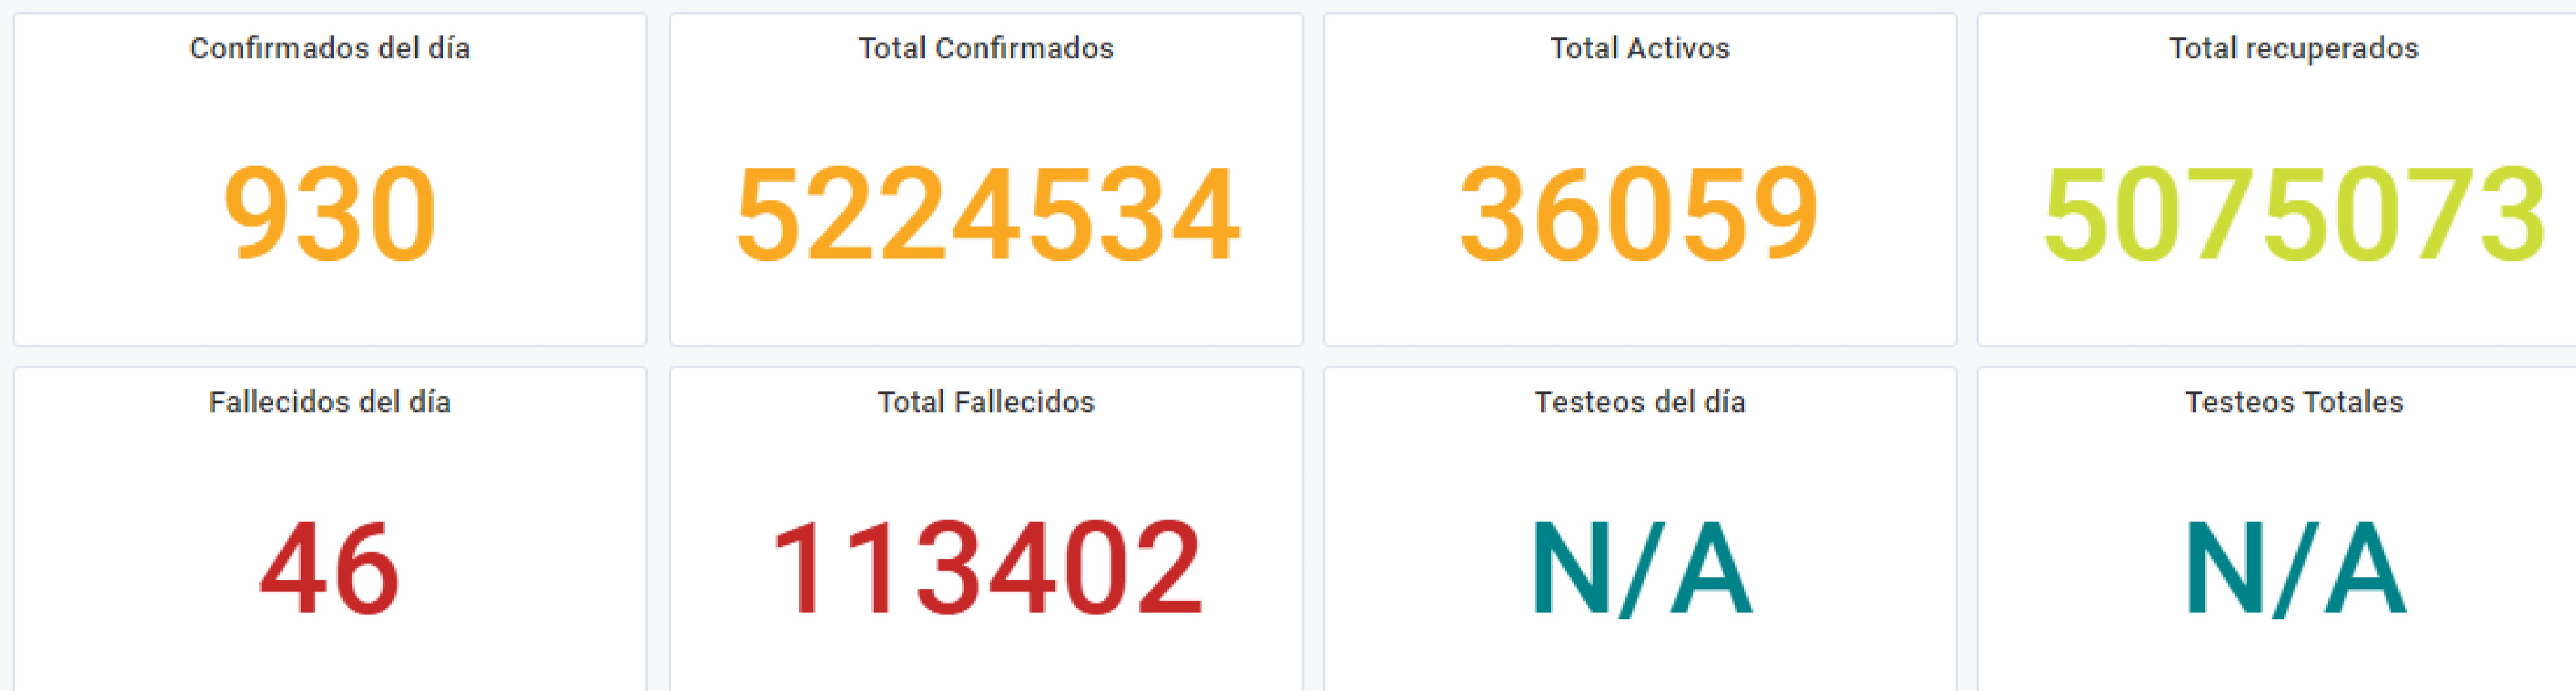 Confirmados del día
930
Total Confirmados
5224534
Total Activos
36059
Total recuperados
5075073
Fallecidos del día
46
Total Fallecidos
113402
Testeos del día
N/A
Testeos Totales
N/A